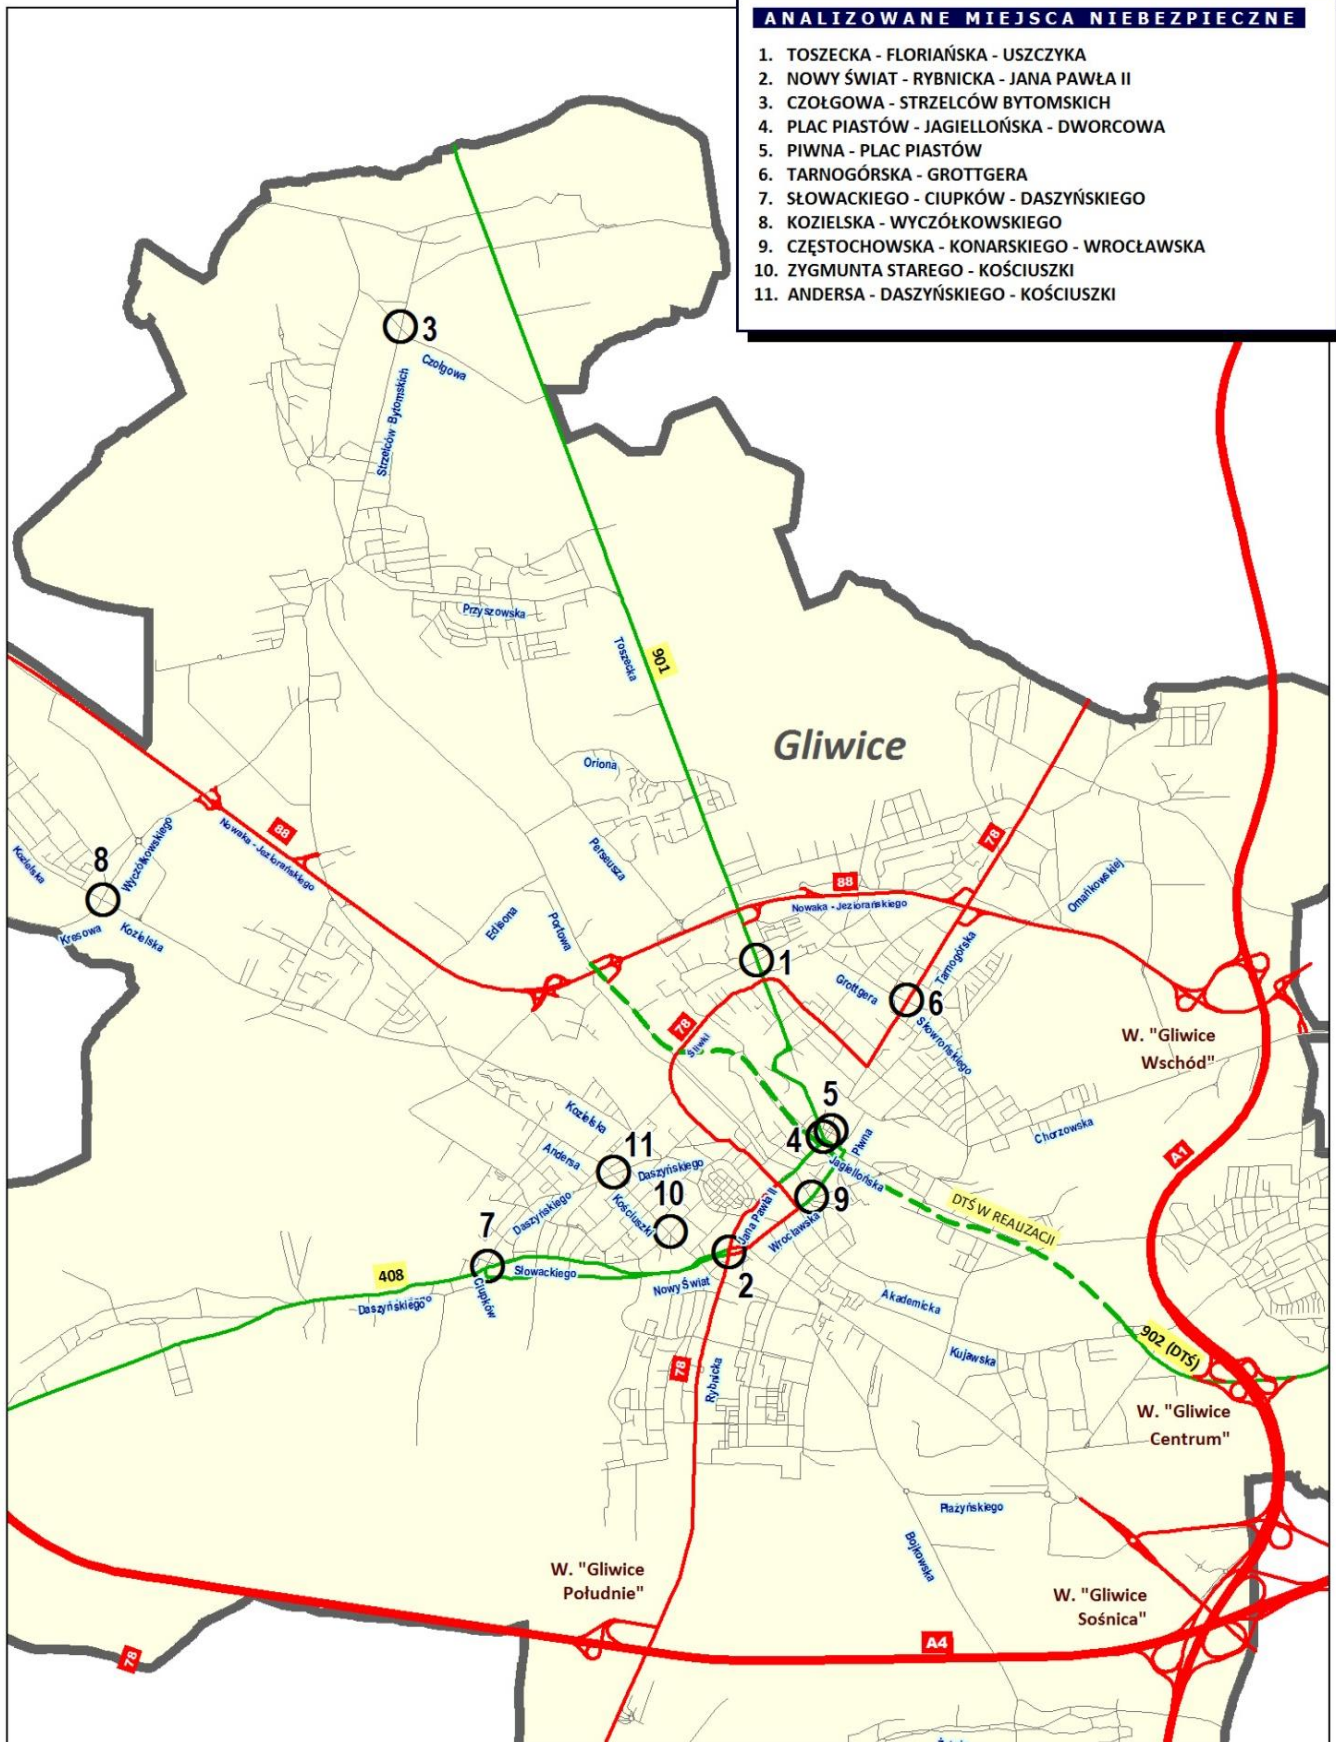 ANALIZOWANE MIEJSCA NIEBEZPIECZNE
1. TOSZECKA - FLORIAŃSKA - USZCZYKA
2. NOWY ŚWIAT - RYBNICKA - JANA PAWŁA II
3. CZOŁGOWA - STRZELCÓW BYTOMSKICH
4. PLAC PIASTÓW - JAGIELLOŃSKA - DWORCOWA
5. PIWNA - PLAC PIASTÓW
6. TARNOGÓRSKA - GROTTGERA
7. SŁOWACKIEGO - CIUPKÓW - DASZYŃSKIEGO
8. KOZIELSKA - WYCZÓŁKOWSKIEGO
9. CZĘSTOCHOWSKA - KONARSKIEGO - WROCŁAWSKA
10. ZYGMUNTA STAREGO - KOŚCIUSZKI
11. ANDERSA - DASZYŃSKIEGO - KOŚCIUSZKI
3
Czołgowa
Strzelców Bytomskich
Przyszowska
Toszecka
901
Gliwice
Oriona
88
Nowaka - Jeziorańskiego
Wyczółkowskiego
Kozielska
8
Perseusza
78
88
Omańkowskiej
Nowaka - Jeziorańskiego
Kresowa
Kozielska
Edisona
Portowa
1
Tarnogórska
Grottgera
6
Skowrońskiego
78
Śliwki
W. "Gliwice
Wschód"
5
Kozielska
4
Piwna
Chorzowska
A1
11
Andersa
Daszyńskiego
Jagiellońska
10
9
DTŚ W REALIZACJI
Daszyńskiego
Kościuszki
Jana Pawła II
Wrocławska
7
408
Słowackiego
Nowy Świat
2
Daszyńskiego
Ciupków
Akademicka
902 (DTŚ)
Kujawska
78
Rybnicka
W. "Gliwice
Centrum"
Płażyńskiego
Bojkowska
W. "Gliwice
Południe"
W. "Gliwice
Sośnica"
78
A4